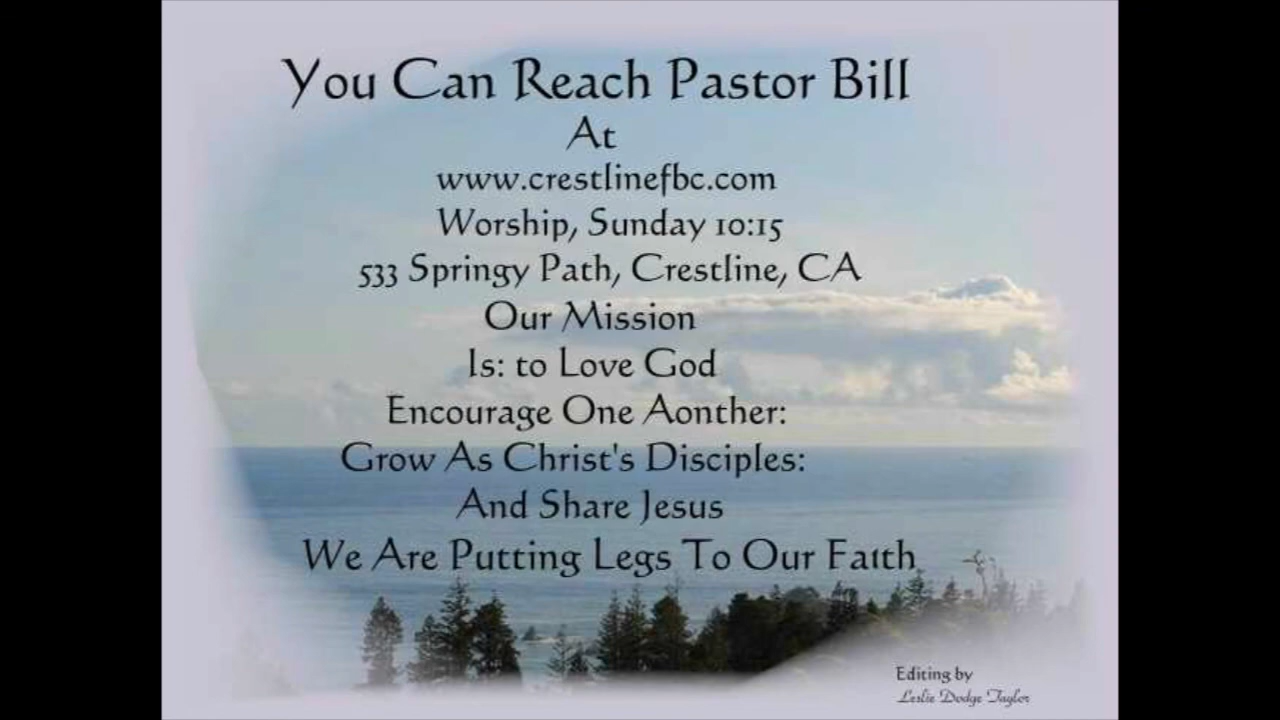 You Can Reach Pastor Bill
At
www.crestlinefbc.com
Worship, Sunday 10:15
533 Springy Path, Crestline, CA
Our Mission
Is: to Love God
Encourage One Aonther:
Grow As Christ's Disciples:
And Share Jesus
We Are Putting Legs To Our Faith
Editing by
Leslie Dodge Taylor